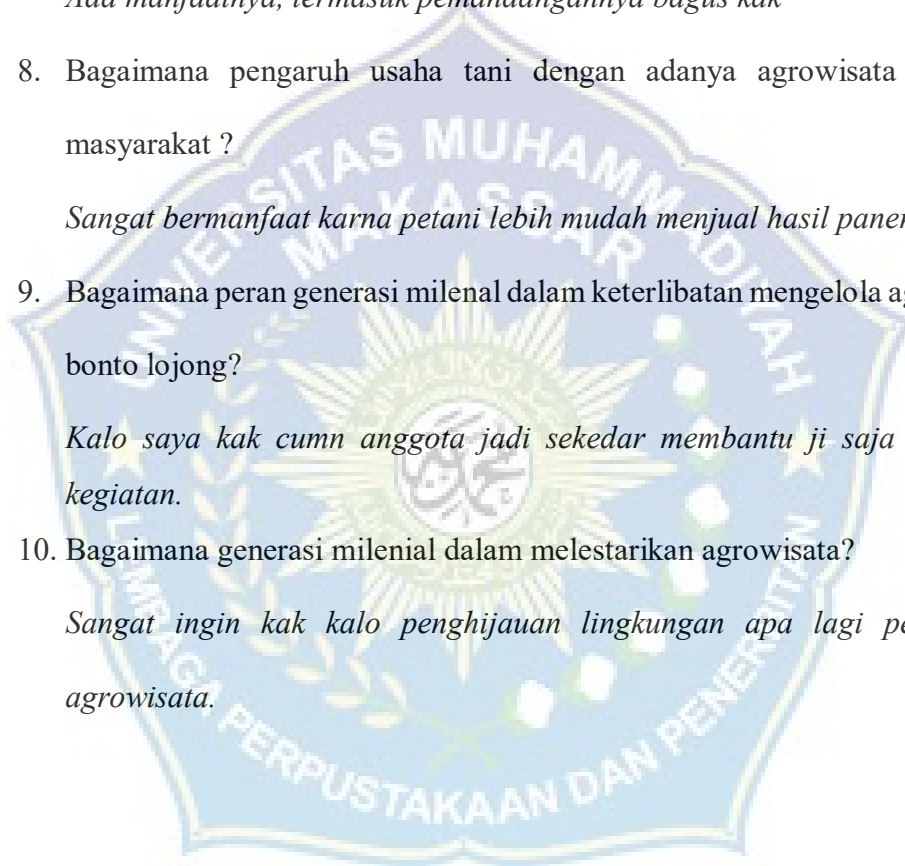 Ada manfaatnya, termasuk pemandangannya bagus kak
8. Bagaimana pengaruh usaha tani dengan adanya agrowisata
masyarakat ?
Sangat bermanfaat karna petani lebih mudah menjual hasil
9. Bagaimana peran generasi milenal dalam keterlibatan mengelola
bonto lojong?
Kalo saya kak cumn anggota jadi sekedar membantu ji saja
kegiatan.
10. Bagaimana generasi milenial dalam melestarikan agrowisata?
Sangat ingin kak kalo penghijauan lingkungan apa lagi
agrowisata.
UNIVERSITAS MUHAMMADIYAH
MAKASSAR
LEMBAGA PERPUSTAKAAN DAN PENERBITAN